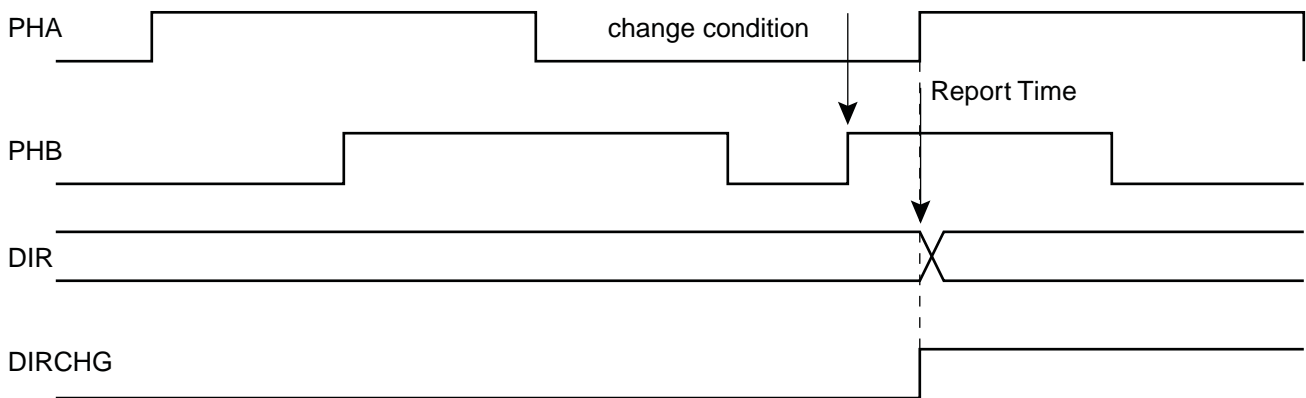 PHA
change condition
Report Time
PHB
DIR
DIRCHG